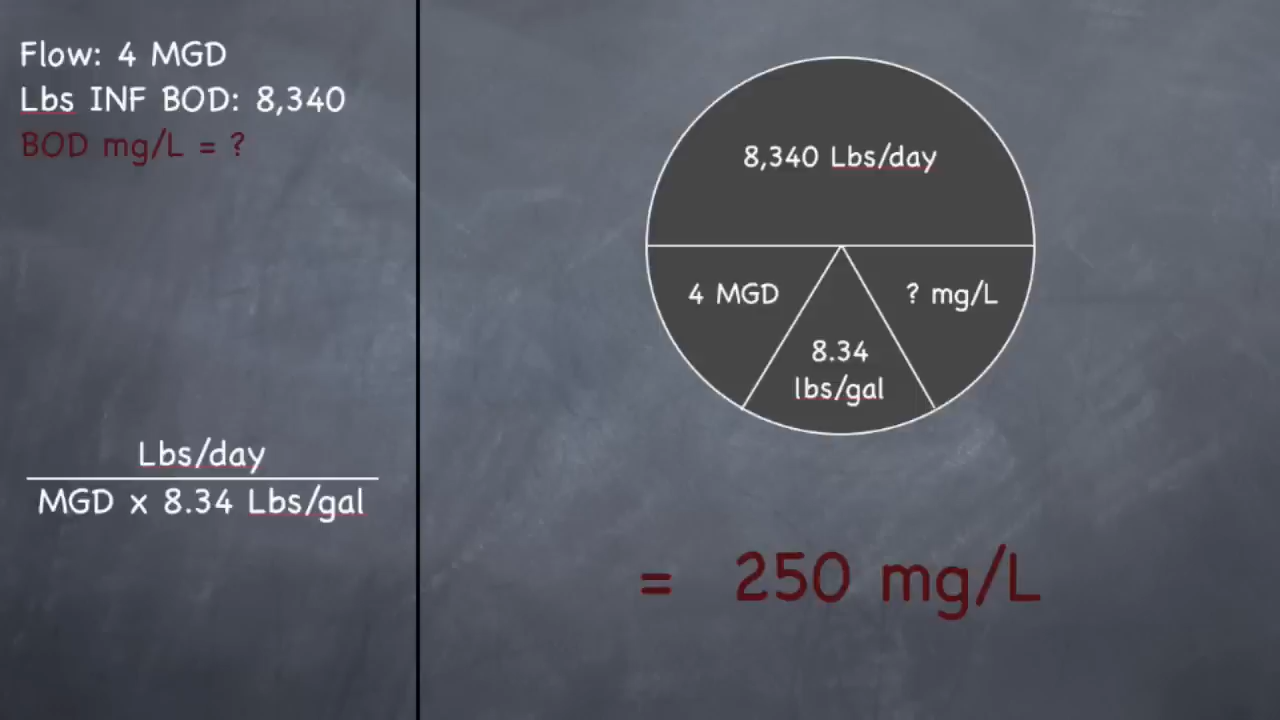 Flow: 4 MGD
Lbs INF BOD: 8,340
BOD mg/L = ?
Lbs/day
MGD x 8.34 Lbs/gal
8,340 Lbs/day
4 MGD
? mg/L
8.34
lbs/gal
= 250 mg/L